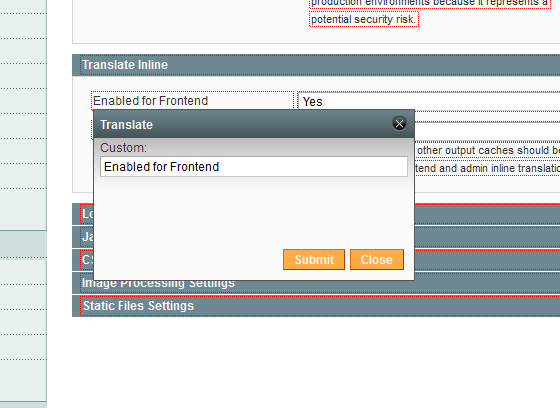 production environments because it represents a
potential security risk.
Translate Inline
Enabled for Frontend
Yes
Translate
Custom:
Enabled for Frontend
other output caches should be
tend and admin inline translatio
Submit
Close
Lo
Ja
CS
Image Processing Settings
Static Files Settings